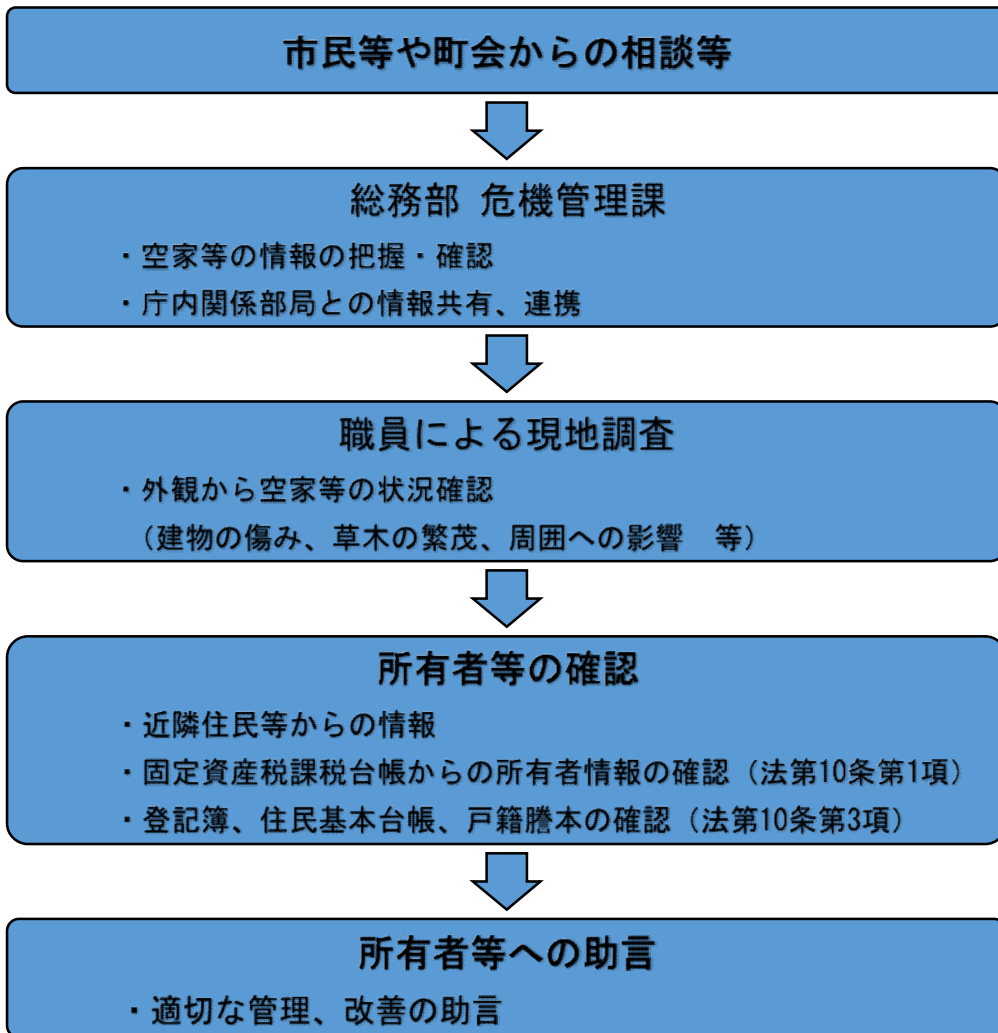 市民等や町会からの相談等
総務部 危機管理課
・空家等の情報の把握・確認
・庁内関係部局との情報共有、連携
職員による現地調査
・外観から空家等の状況確認
（建物の傷み、草木の繁茂、周囲への影響　等）
所有者等の確認
・近隣住民等からの情報
・固定資産税課税台帳からの所有者情報の確認（法第10条第1項）
・登記簿、住民基本台帳、戸籍謄本の確認（法第10条第3項）
所有者等への助言
・適切な管理、改善の助言